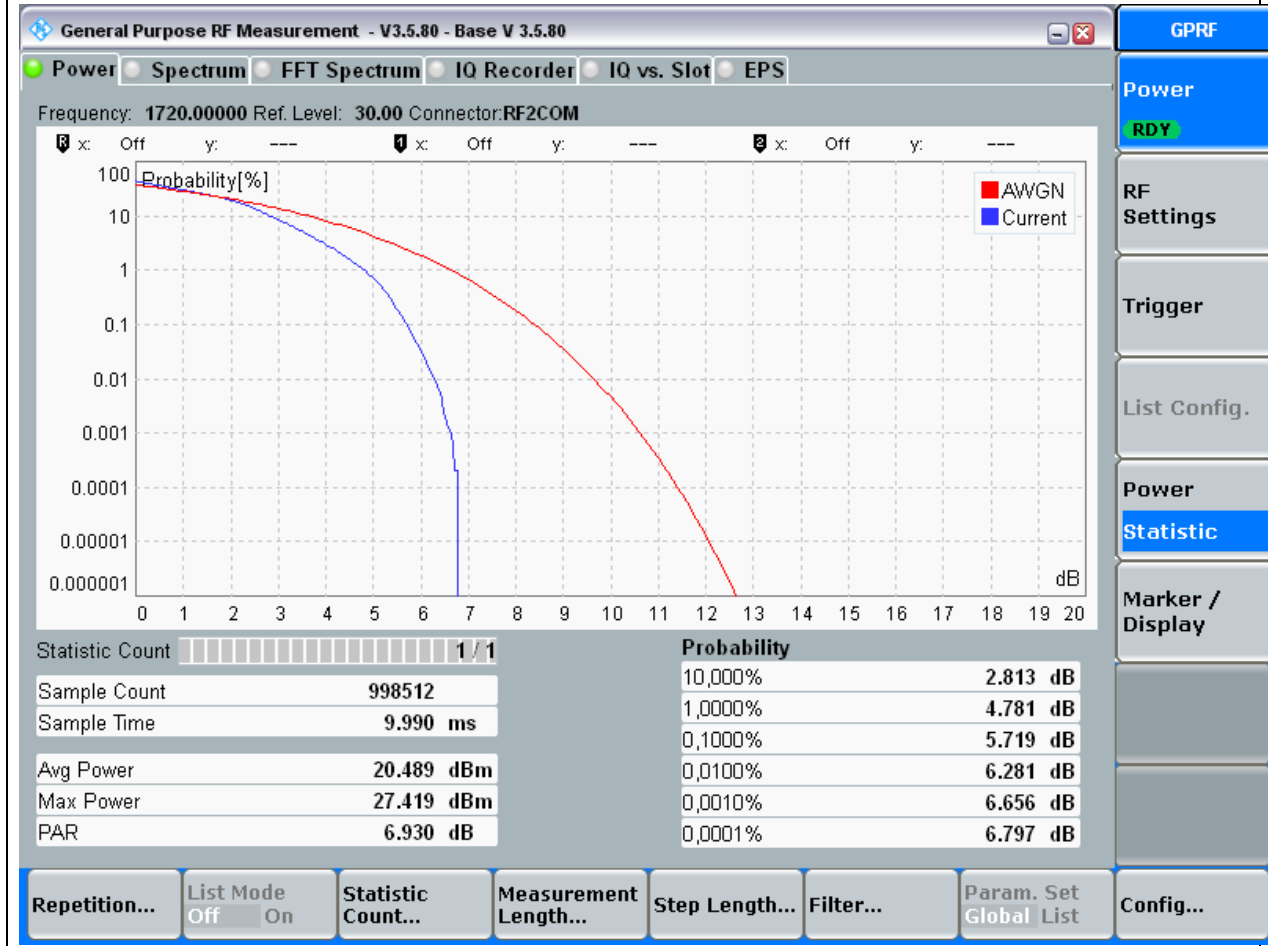 General Purpose RF Measurement - V3.5.80 - Base V 3.5.80
GPRF
Power Spectrum FFT Spectrum IQ Recorder IQ vs. Slot EPS
Frequency: 1720.00000 Ref. Level: 30.00 Connector:RF2COM
R x: Off y: --- 1 x: Off y: --- 2 x: Off y: ---
Probability[%]
100
10
1
0.1
0.01
0.001
0.0001
0.00001
0.000001
AWGN
Current
dB
0 1 2 3 4 5 6 7 8 9 10 11 12 13 14 15 16 17 18 19 20
Statistic Count 1 / 1
Sample Count 998512
Sample Time 9.990 ms
Avg Power 20.489 dBm
Max Power 27.419 dBm
PAR 6.930 dB
Probability
10,000% 2.813 dB
1,0000% 4.781 dB
0,1000% 5.719 dB
0,0100% 6.281 dB
0,0010% 6.656 dB
0,0001% 6.797 dB
Power
RDY
RF
Settings
Trigger
List Config.
Power
Statistic
Marker /
Display
Repetition...
List Mode
Off On
Statistic
Count...
Measurement
Length...
Step Length...
Filter...
Param. Set
Global List
Config...